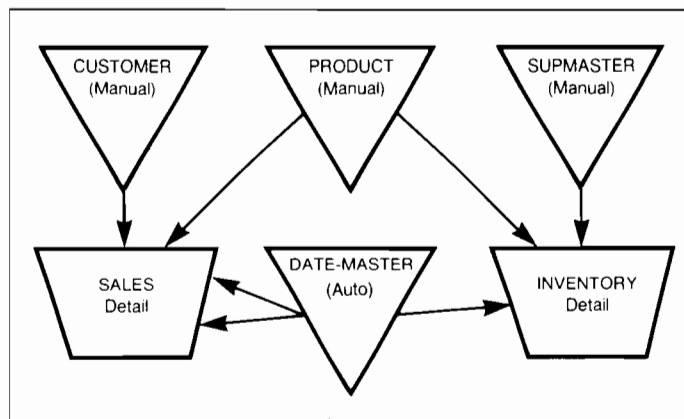 CUSTOMER
(Manual)
PRODUCT
(Manual)
SUPMASTER
(Manual)
SALES
Detail
DATE-MASTER
(Auto)
INVENTORY
Detail